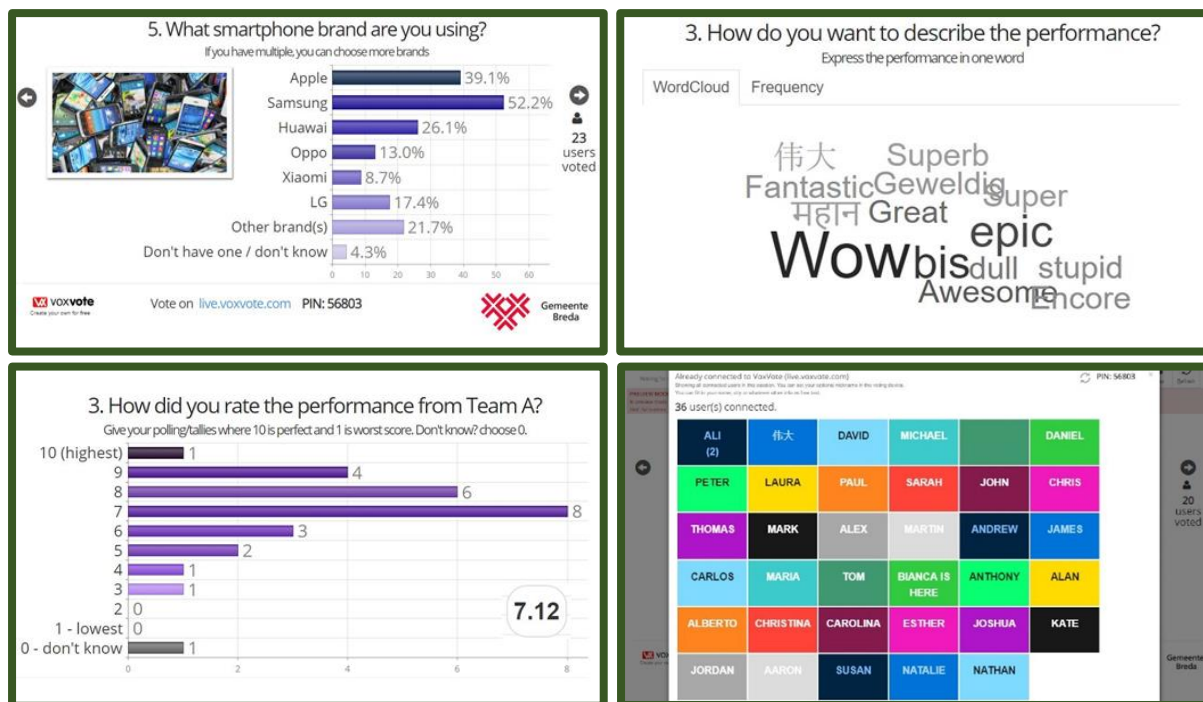 5. What smartphone brand are you using?
If you have multiple, you can choose more brands
Apple 39.1%
Samsung 52.2%
Huawai 26.1%
Oppo 13.0%
Xiaomi 8.7%
LG 17.4%
Other brand(s) 21.7%
Don't have one / don't know 4.3%
0 10 20 30 40 50 60
23
users
voted
voxvote
Create your own for free
Vote on live.voxvote.com PIN: 56803
Gemeente
Breda
3. How do you want to describe the performance?
Express the performance in one word
WordCloud Frequency
伟大 Superb
Fantastic Geweldig Super
महान Great
epic
Wow bis dull stupid
Awesome Encore
3. How did you rate the performance from Team A?
Give your polling/tallies where 10 is perfect and 1 is worst score. Don't know? choose 0.
10 (highest) 1
9 4
8 6
7 8
6 3
5 2
4 1
3 1
2 0
1 - lowest 0
0 - don't know 1
0 2 4 6 8
7.12
Already connected to VoxVote (live.voxvote.com)
PIN: 56803
36 user(s) connected.
ALI
(2)
伟大 DAVID MICHAEL DANIEL
PETER LAURA PAUL SARAH JOHN CHRIS
THOMAS MARK ALEX MARTIN ANDREW JAMES
CARLOS MARIA TOM BIANCA IS HERE ANTHONY ALAN
ALBERTO CHRISTINA CAROLINA ESTHER JOSHUA KATE
JORDAN AARON SUSAN NATALIE NATHAN
20
users
voted
Gemeente
Breda